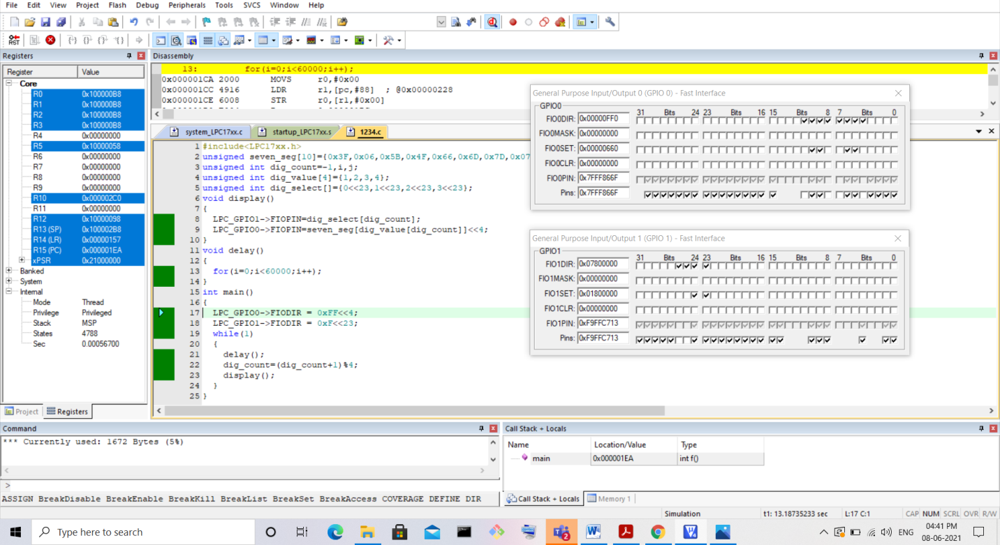 File Edit View Project Flash Debug Peripherals Tools SVCS Window Help
RST
Registers
Register Value
Core
R0 0x100000B8
R1 0x100000B8
R2 0x100000B8
R3 0x100000B8
R4 0x00000000
R5 0x10000058
R6 0x00000000
R7 0x00000000
R8 0x00000000
R9 0x00000000
R10 0x000002C0
R11 0x00000000
R12 0x10000098
R13 (SP) 0x100002B8
R14 (LR) 0x00000157
R15 (PC) 0x000001EA
xPSR 0x21000000
Banked
System
Internal
Mode Thread
Privilege Privileged
Stack MSP
States 4788
Sec 0.00056700
Project Registers
Disassembly
13: for(i=0;i<60000;i++);
0x000001CA 2000 MOVS r0,#0x00
0x000001CC 4916 LDR r1,[pc,#88] ; @0x00000228
0x000001CE 6008 STR r0,[r1,#0x00]
system_LPC17xx.c startup_LPC17xx.s 1234.c
1 #include<LPC17xx.h>
2 unsigned seven_seg[10]={0x3F,0x06,0x5B,0x4F,0x66,0x6D,0x7D,0x07
3 unsigned int dig_count=-1,i,j;
4 unsigned int dig_value[4]={1,2,3,4};
5 unsigned int dig_select[]={0<<23,1<<23,2<<23,3<<23};
6 void display()
7 {
8 LPC_GPIO1->FIOPIN=dig_select[dig_count];
9 LPC_GPIO0->FIOPIN=seven_seg[dig_value[dig_count]]<<4;
10 }
11 void delay()
12 {
13 for(i=0;i<60000;i++);
14 }
15 int main()
16 {
17 LPC_GPIO0->FIODIR = 0xFF<<4;
18 LPC_GPIO1->FIODIR = 0xF<<23;
19 while(1)
20 {
21 delay();
22 dig_count=(dig_count+1)%4;
23 display();
24 }
25 }
General Purpose Input/Output 0 (GPIO 0) - Fast Interface
GPIO0
31 Bits 24 23 Bits 16 15 Bits 8 7 Bits 0
FIO0DIR: 0x00000FF0
FIO0MASK: 0x00000000
FIO0SET: 0x00000660
FIO0CLR: 0x00000000
FIO0PIN: 0x7FFF866F
Pins: 0x7FFF866F
General Purpose Input/Output 1 (GPIO 1) - Fast Interface
GPIO1
31 Bits 24 23 Bits 16 15 Bits 8 7 Bits 0
FIO1DIR: 0x07800000
FIO1MASK: 0x00000000
FIO1SET: 0x01800000
FIO1CLR: 0x00000000
FIO1PIN: 0xF9FFC713
Pins: 0xF9FFC713
Command
*** Currently used: 1672 Bytes (5%)
>
ASSIGN BreakDisable BreakEnable BreakKill BreakList BreakSet BreakAccess COVERAGE DEFINE DIR
Call Stack + Locals
Name Location/Value Type
main 0x000001EA int f()
Call Stack + Locals Memory 1
Simulation t1: 13.18735233 sec L:17 C:1 CAP NUM SCRL OVR R/W
Type here to search
2
ENG
04:41 PM
08-06-2021